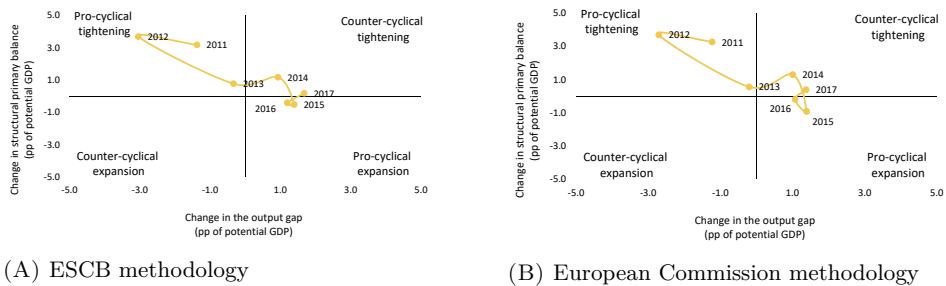 Change in structural primary balance
(pp of potential GDP)
5.0
3.0
1.0
-1.0
-3.0
-5.0
Pro-cyclical
tightening
Counter-cyclical
tightening
2012
2011
2013
2014
2017
2016
2015
Counter-cyclical
expansion
Pro-cyclical
expansion
-5.0
-3.0
-1.0
1.0
3.0
5.0
Change in the output gap
(pp of potential GDP)
(A) ESCB methodology
Change in structural primary balance
(pp of potential GDP)
5.0
3.0
1.0
-1.0
-3.0
-5.0
Pro-cyclical
tightening
Counter-cyclical
tightening
2012
2011
2013
2014
2017
2016
2015
Counter-cyclical
expansion
Pro-cyclical
expansion
-5.0
-3.0
-1.0
1.0
3.0
5.0
Change in the output gap
(pp of potential GDP)
(B) European Commission methodology